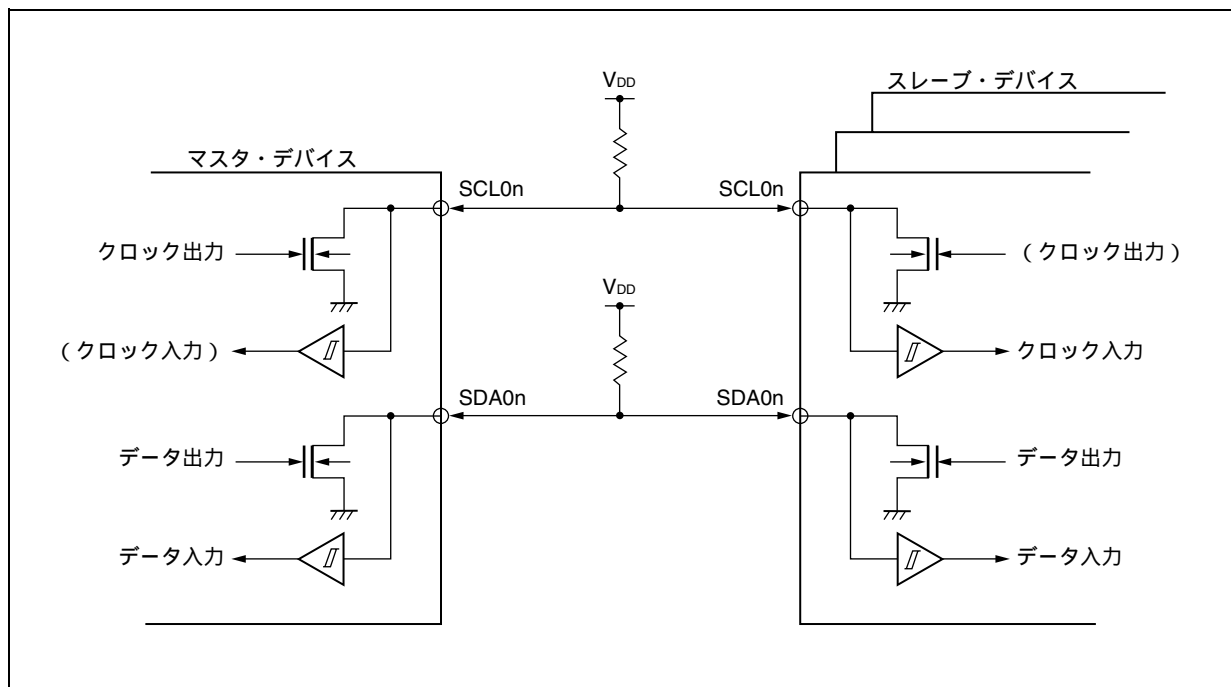 VDD
スレーブ・デバイス
マスタ・デバイス
SCL0n
SCL0n
クロック出力
（クロック出力）
VDD
（クロック入力）
クロック入力
SDA0n
SDA0n
データ出力
データ出力
データ入力
データ入力